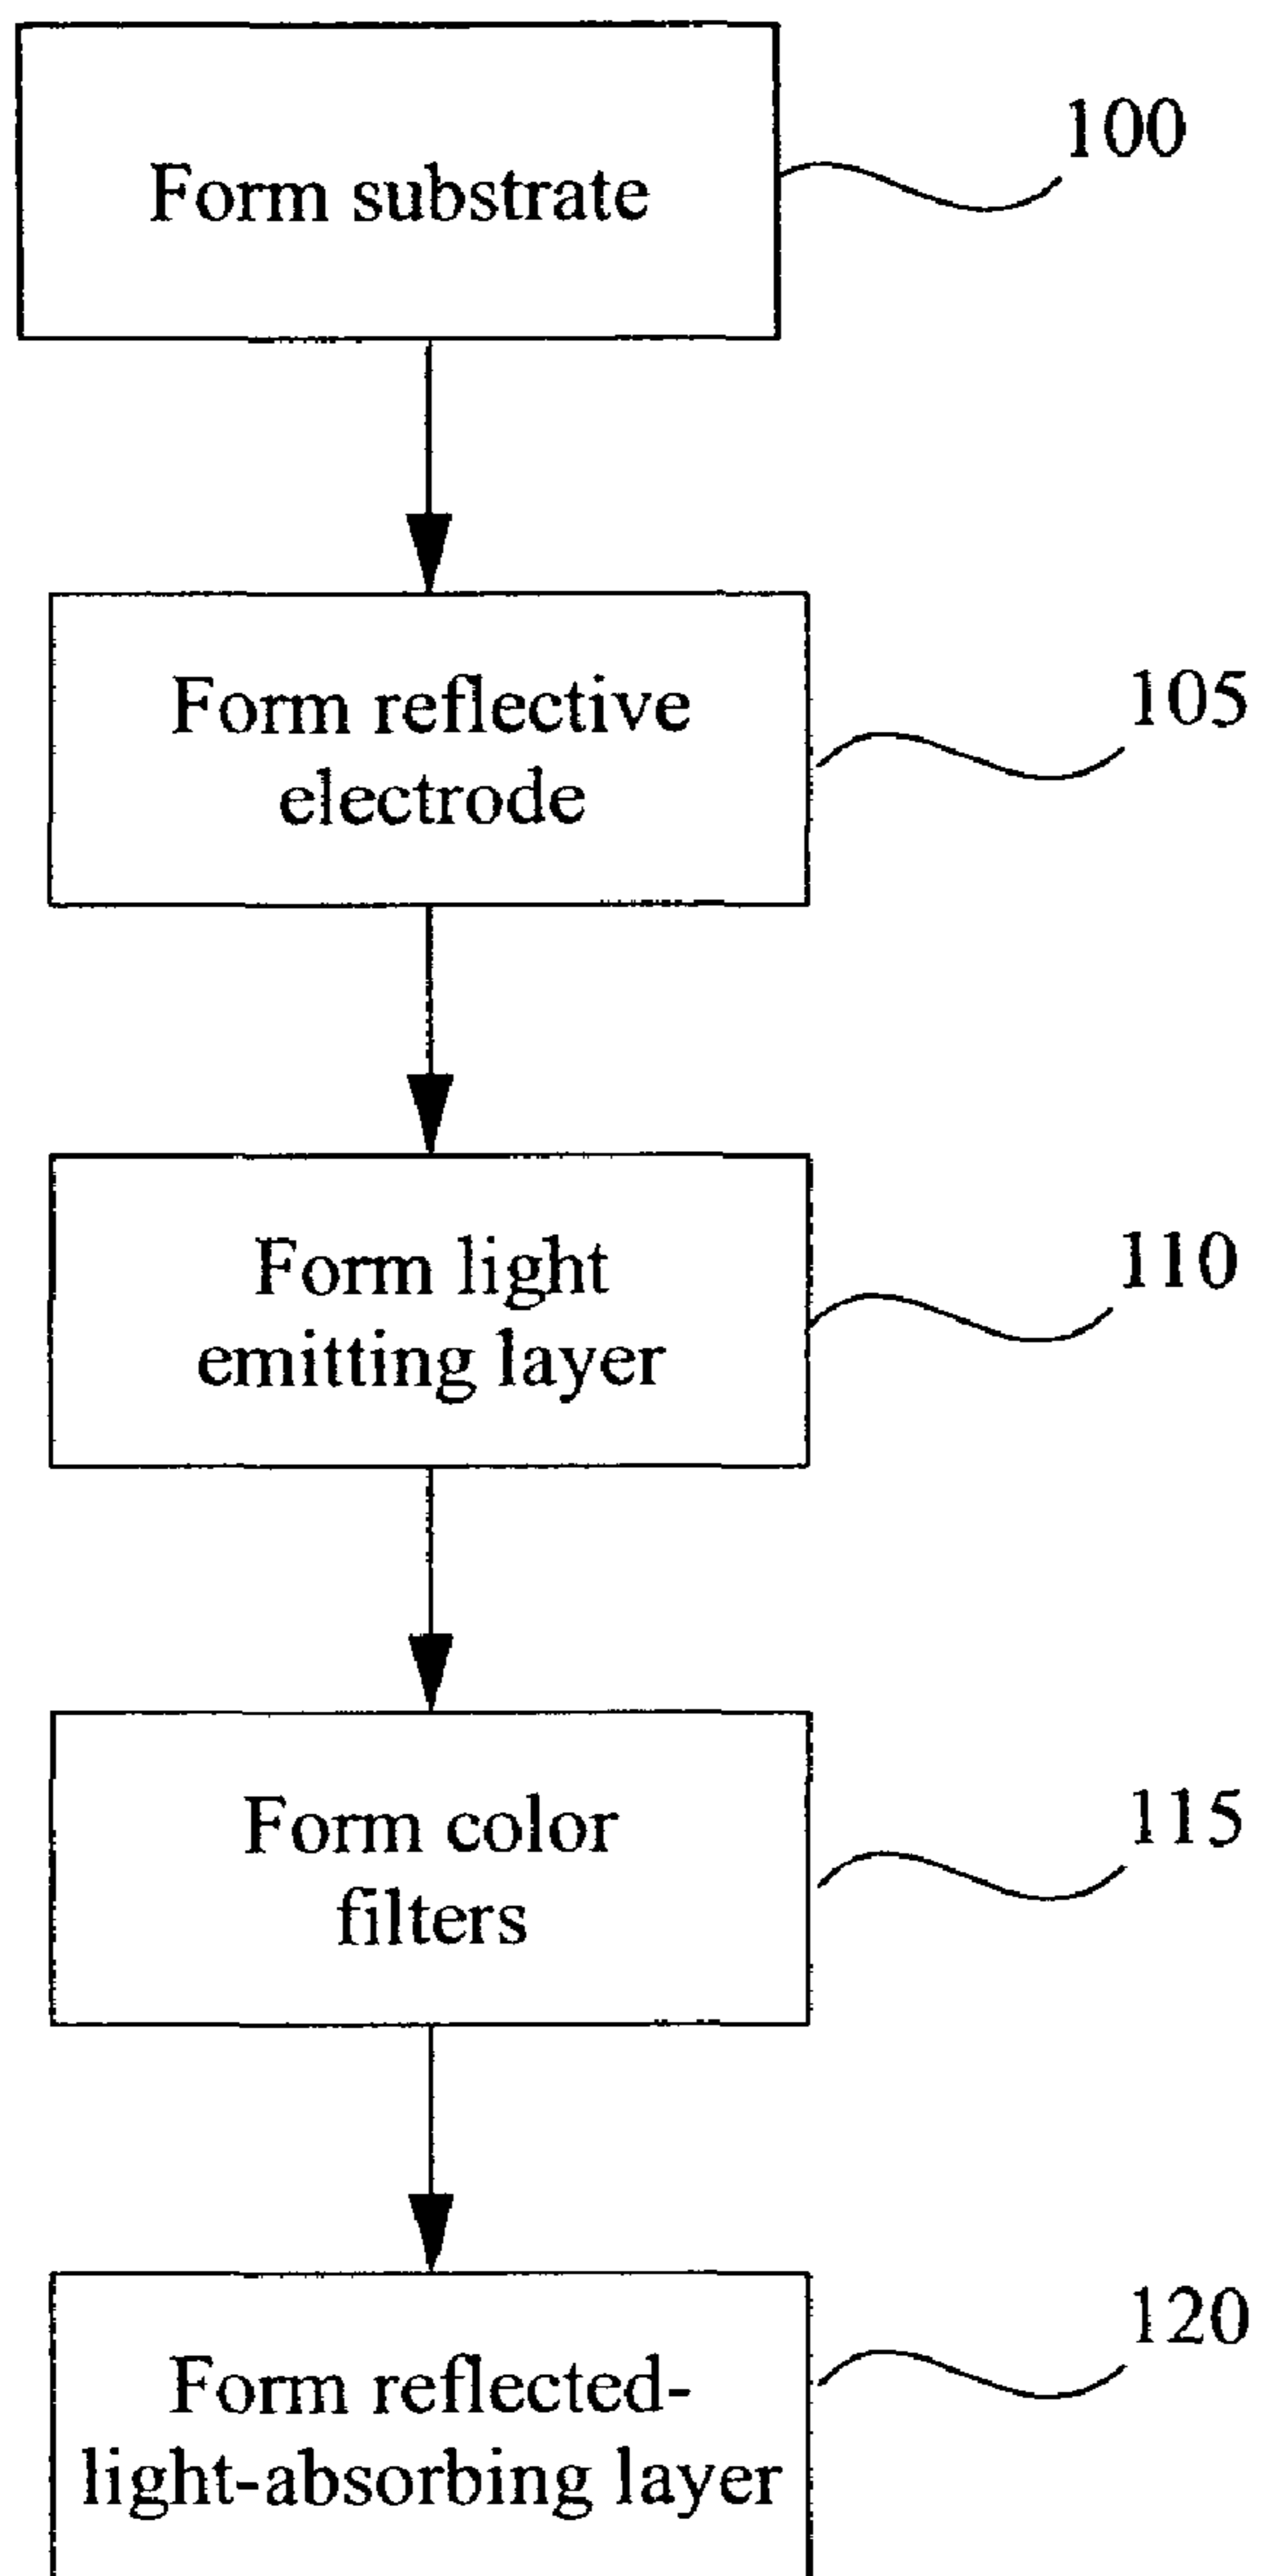 Form substrate
100
Form reflective
electrode
105
Form light
emitting layer
110
Form color
filters
115
Form reflected-
light-absorbing layer
120